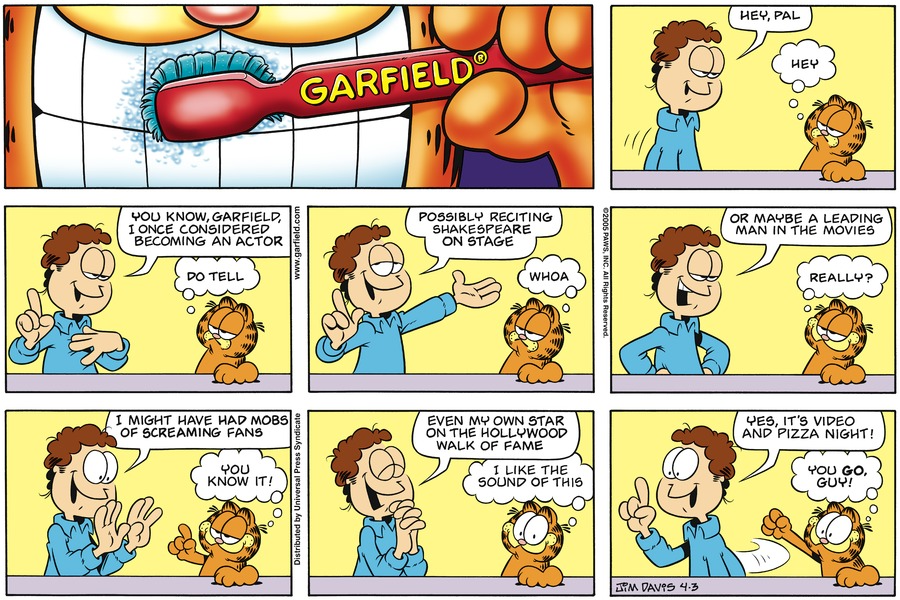 GARFIELD®
HEY, PAL
HEY
YOU KNOW, GARFIELD,
I ONCE CONSIDERED
BECOMING AN ACTOR
DO TELL
www.garfield.com
POSSIBLY RECITING
SHAKESPEARE
ON STAGE
WHOA
©2005 PAWS, INC. All Rights Reserved.
OR MAYBE A LEADING
MAN IN THE MOVIES
REALLY?
I MIGHT HAVE HAD MOBS
OF SCREAMING FANS
YOU
KNOW IT!
Distributed by Universal Press Syndicate
EVEN MY OWN STAR
ON THE HOLLYWOOD
WALK OF FAME
I LIKE THE
SOUND OF THIS
YES, IT'S VIDEO
AND PIZZA NIGHT!
YOU GO,
GUY!
JIM DAVIS 4-3